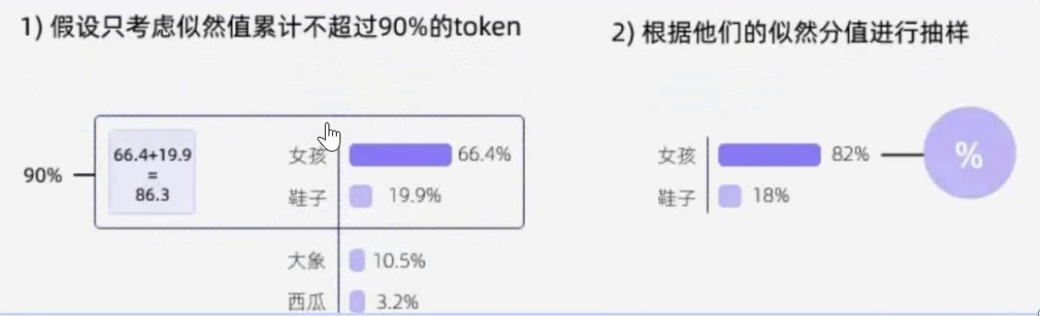 1) 假设只考虑似然值累计不超过90%的token
2) 根据他们的似然分值进行抽样
90%
66.4+19.9
=
86.3
女孩 66.4%
鞋子 19.9%
大象 10.5%
西瓜 3.2%
女孩 82%
鞋子 18%
%